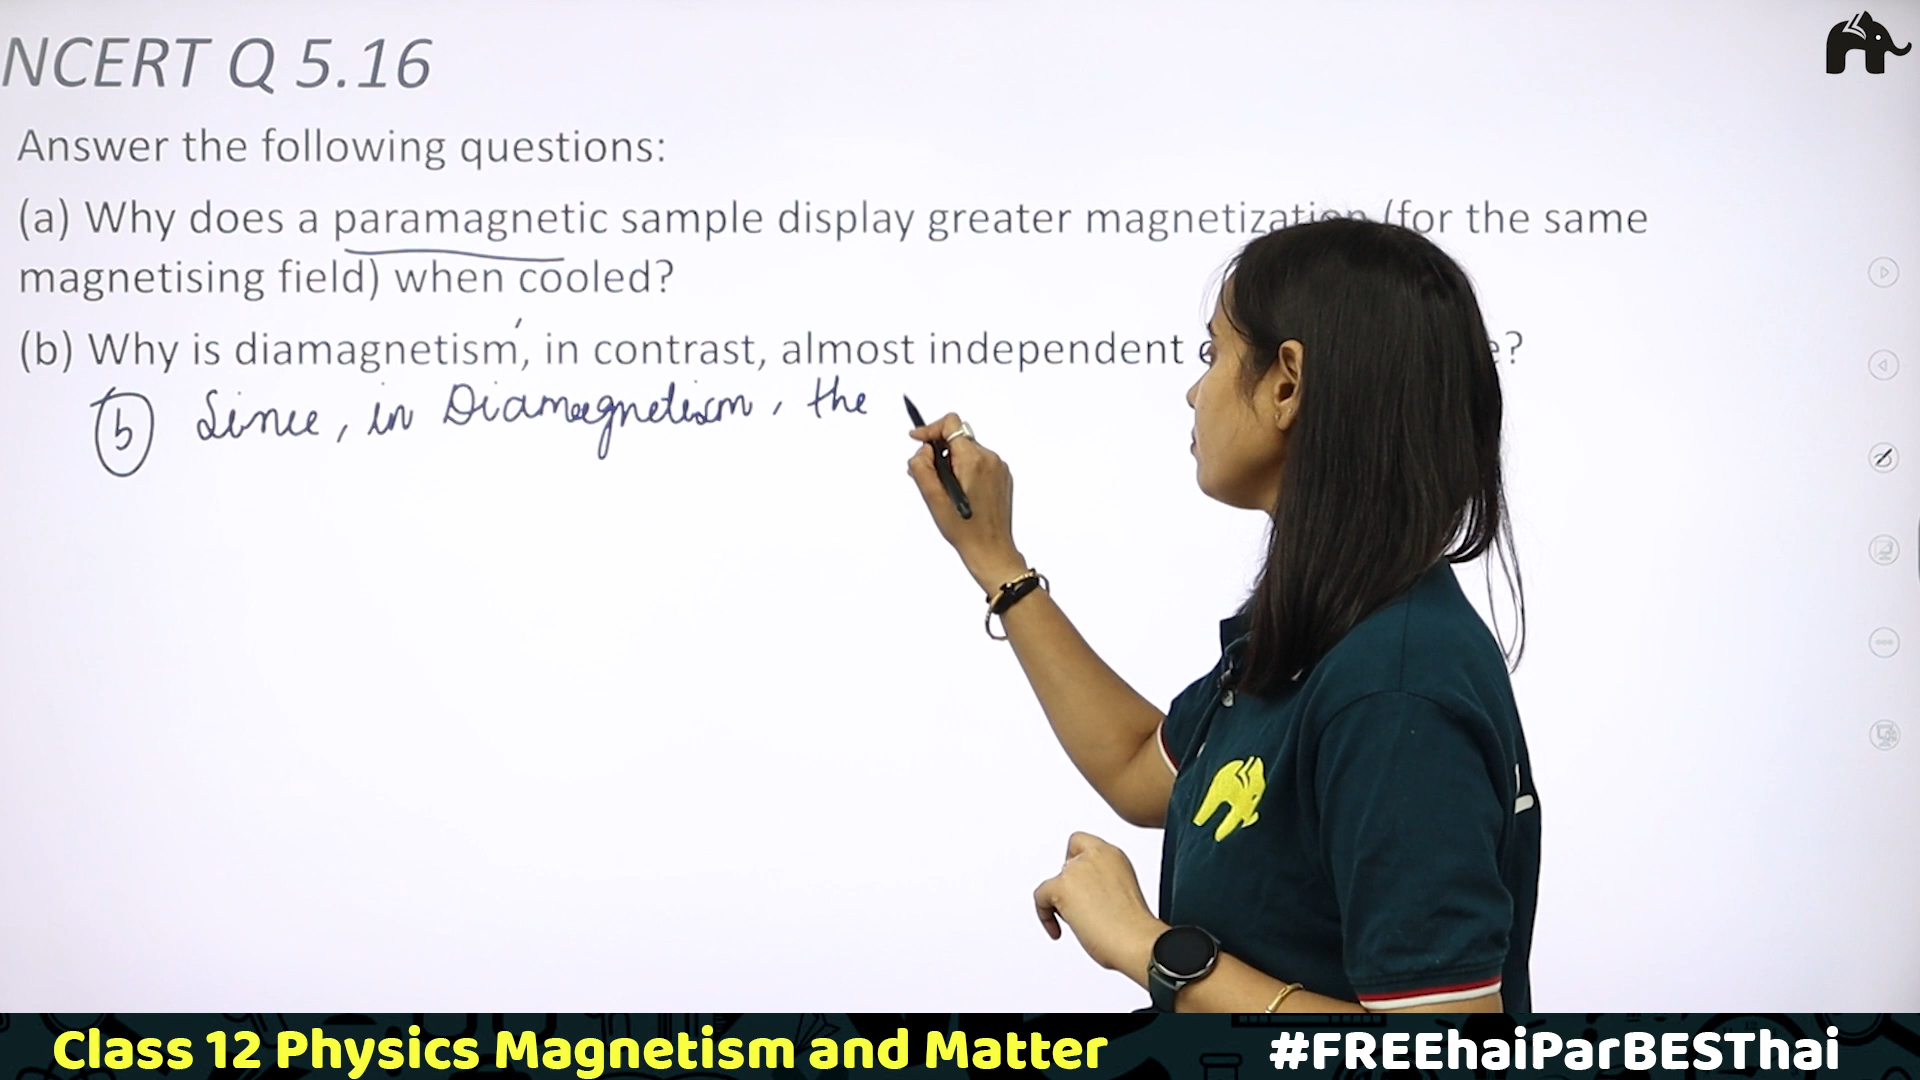 NCERT Q 5.16
Answer the following questions:
(a) Why does a paramagnetic sample display greater magnetization (for the same
magnetising field) when cooled?
(b) Why is diamagnetism, in contrast, almost independent e?
(b) Since, in Diamagnetism, the
Class 12 Physics Magnetism and Matter
#FREEhaiParBESThai